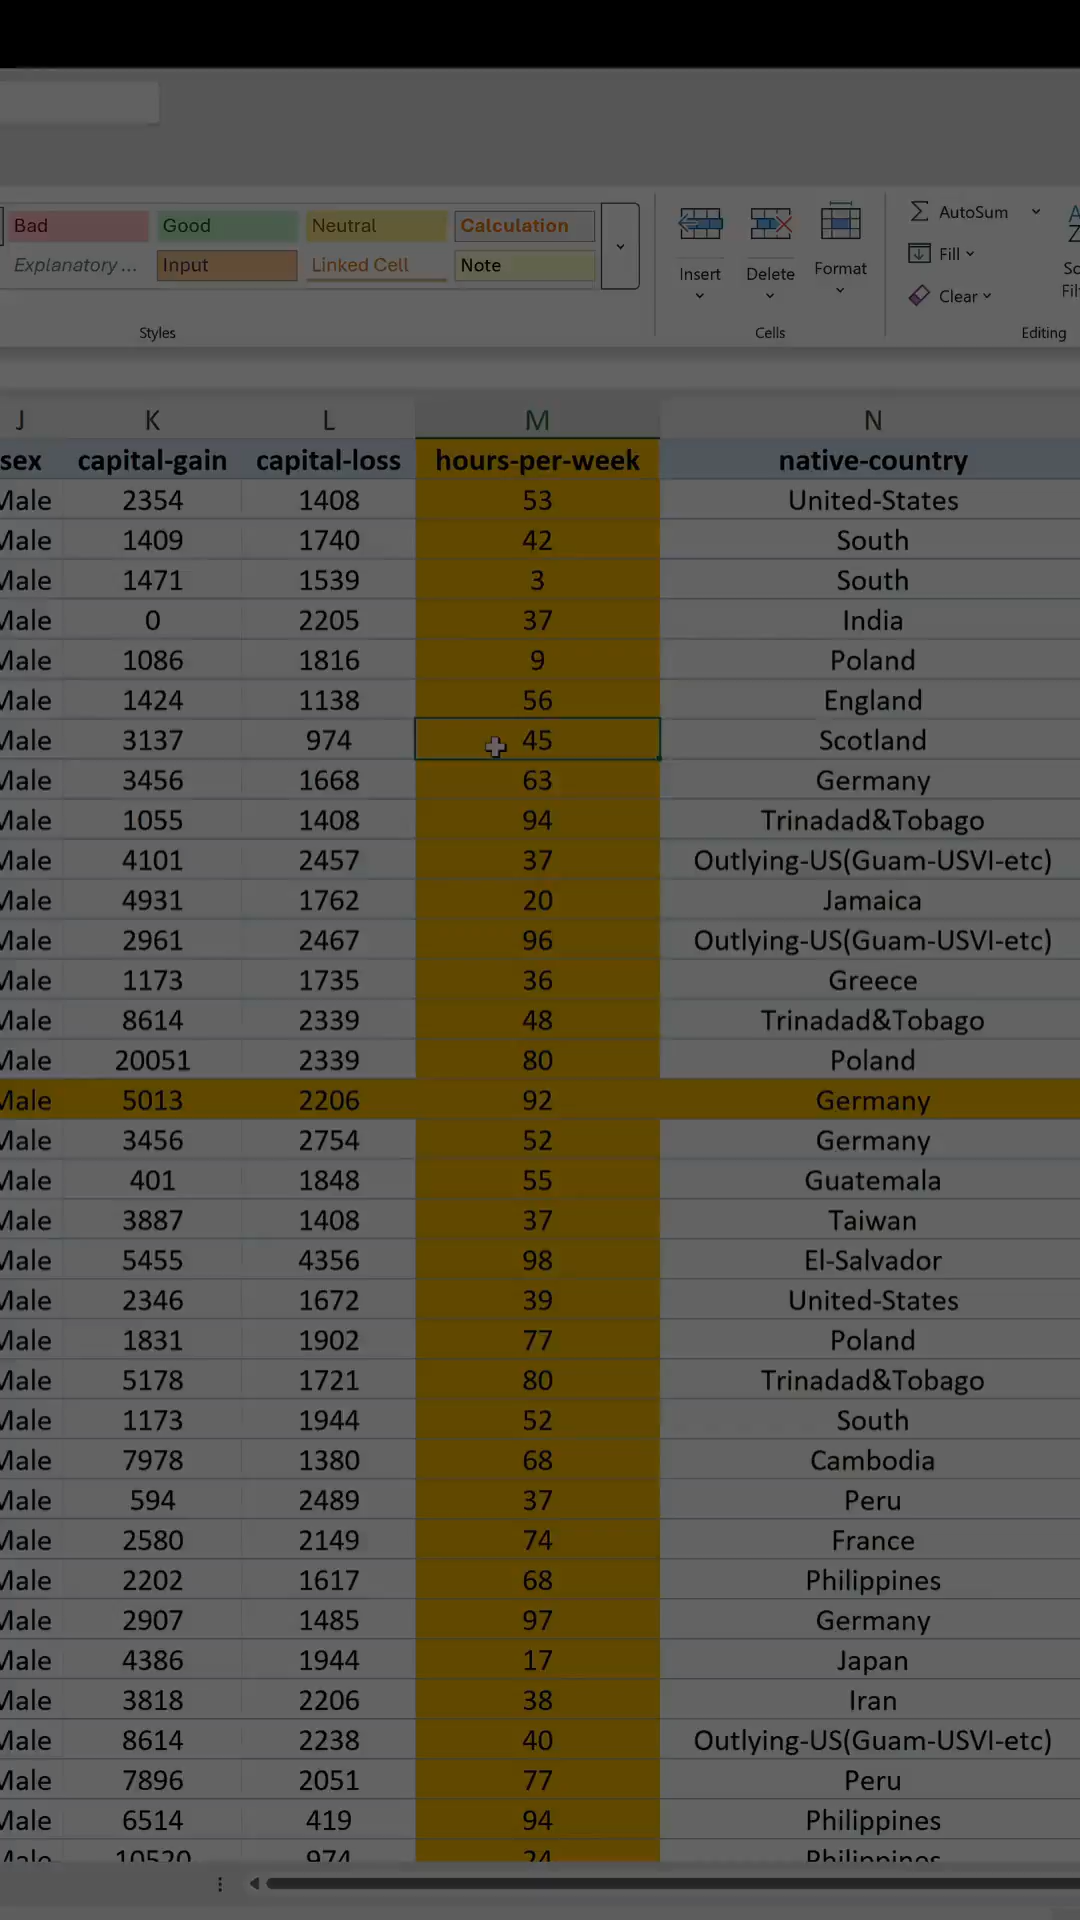 Bad Good Neutral Calculation
Explanatory ... Input Linked Cell Note
Styles
Insert Delete Format
Cells
AutoSum
Fill
Clear
Editing
J K L M N
sex capital-gain capital-loss hours-per-week native-country
Male 2354 1408 53 United-States
Male 1409 1740 42 South
Male 1471 1539 3 South
Male 0 2205 37 India
Male 1086 1816 9 Poland
Male 1424 1138 56 England
Male 3137 974 45 Scotland
Male 3456 1668 63 Germany
Male 1055 1408 94 Trinadad&Tobago
Male 4101 2457 37 Outlying-US(Guam-USVI-etc)
Male 4931 1762 20 Jamaica
Male 2961 2467 96 Outlying-US(Guam-USVI-etc)
Male 1173 1735 36 Greece
Male 8614 2339 48 Trinadad&Tobago
Male 20051 2339 80 Poland
Male 5013 2206 92 Germany
Male 3456 2754 52 Germany
Male 401 1848 55 Guatemala
Male 3887 1408 37 Taiwan
Male 5455 4356 98 El-Salvador
Male 2346 1672 39 United-States
Male 1831 1902 77 Poland
Male 5178 1721 80 Trinadad&Tobago
Male 1173 1944 52 South
Male 7978 1380 68 Cambodia
Male 594 2489 37 Peru
Male 2580 2149 74 France
Male 2202 1617 68 Philippines
Male 2907 1485 97 Germany
Male 4386 1944 17 Japan
Male 3818 2206 38 Iran
Male 8614 2238 40 Outlying-US(Guam-USVI-etc)
Male 7896 2051 77 Peru
Male 6514 419 94 Philippines
Male 10520 974 24 Philippines